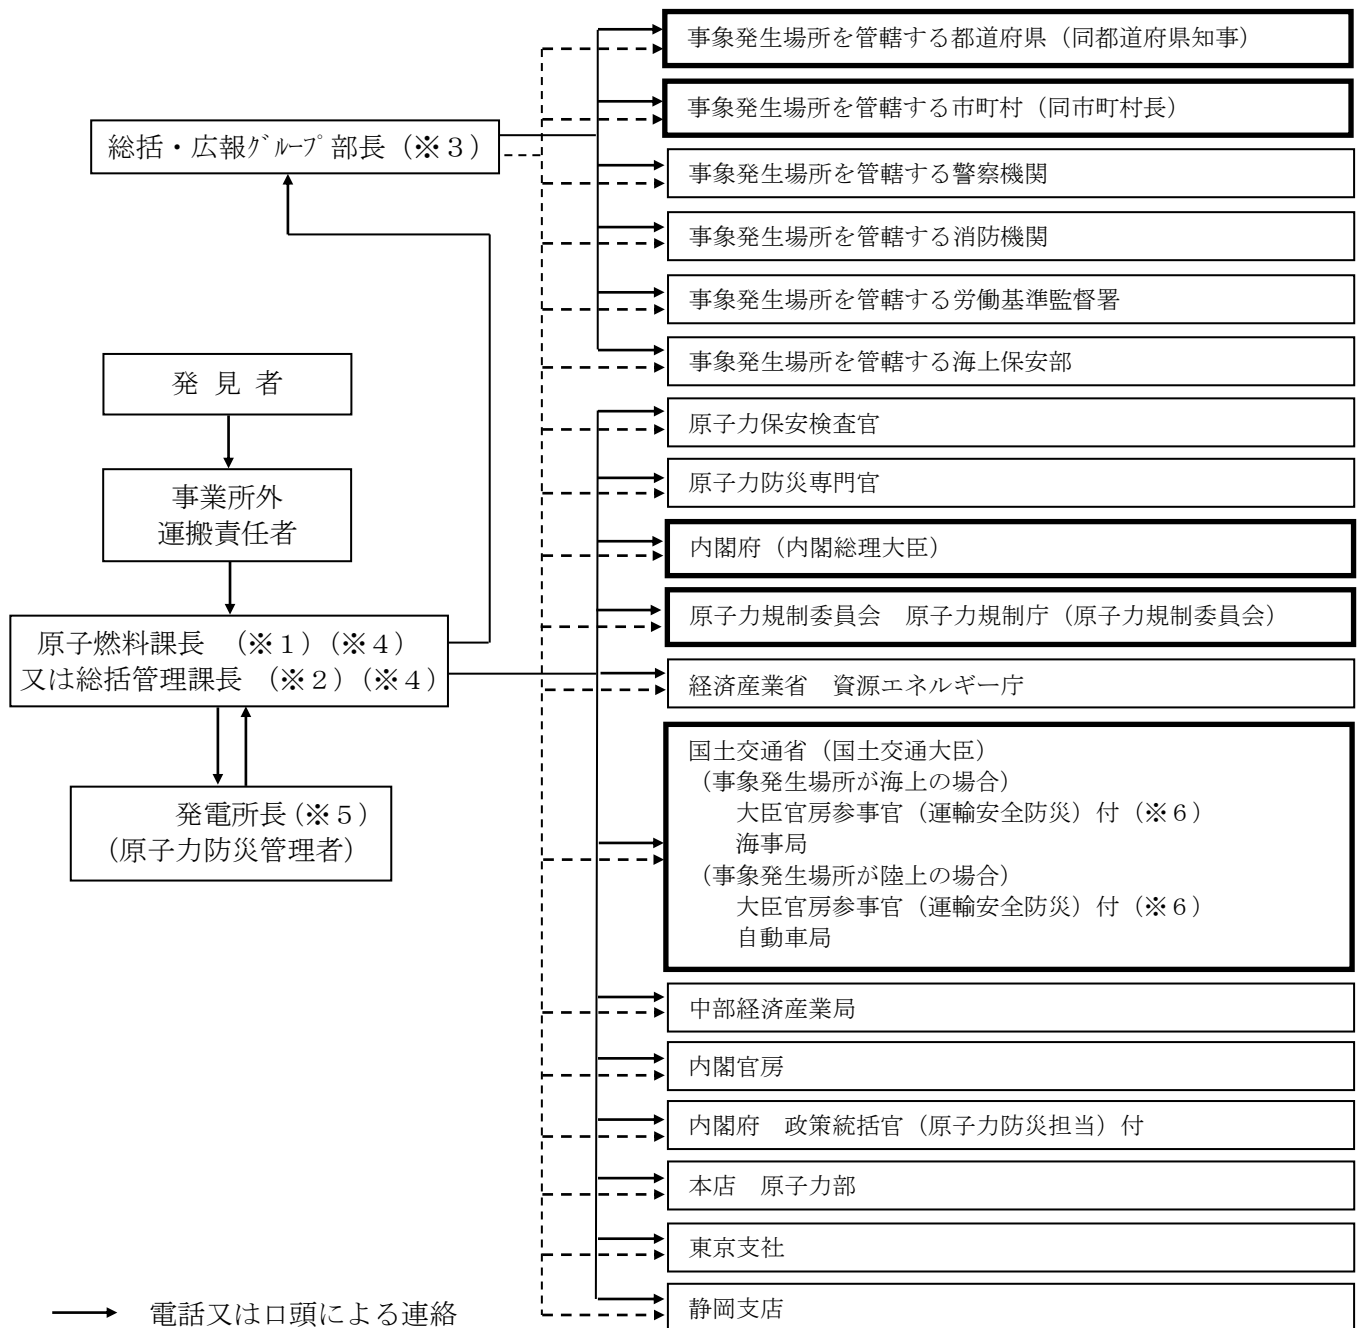 事象発生場所を管轄する都道府県（同都道府県知事）
事象発生場所を管轄する市町村（同市町村長）
総括・広報ｸﾞﾙｰﾌﾟ部長（※３）
事象発生場所を管轄する警察機関
事象発生場所を管轄する消防機関
事象発生場所を管轄する労働基準監督署
事象発生場所を管轄する海上保安部
発 見 者
原子力保安検査官
原子力防災専門官
事業所外
運搬責任者
内閣府（内閣総理大臣）
原子力規制委員会　原子力規制庁（原子力規制委員会）
原子燃料課長　（※１）（※４）
又は総括管理課長　（※２）（※４）
経済産業省　資源エネルギー庁
国土交通省（国土交通大臣）
（事象発生場所が海上の場合）
大臣官房参事官（運輸安全防災）付（※６）
海事局
（事象発生場所が陸上の場合）
大臣官房参事官（運輸安全防災）付（※６）
自動車局
発電所長（※５）
（原子力防災管理者）
中部経済産業局
内閣官房
内閣府　政策統括官（原子力防災担当）付
本店　原子力部
東京支社
静岡支店
電話又は口頭による連絡